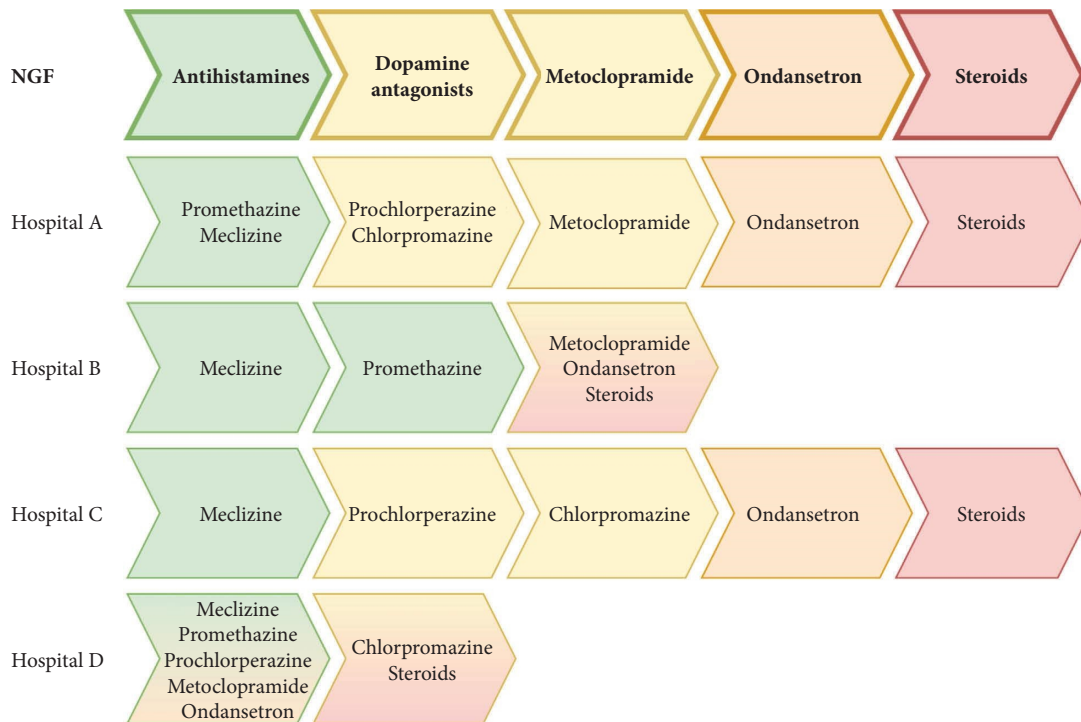 NGF
Antihistamines
Dopamine
antagonists
Metoclopramide
Ondansetron
Steroids
Hospital A
Promethazine
Meclizine
Prochlorperazine
Chlorpromazine
Metoclopramide
Ondansetron
Steroids
Hospital B
Meclizine
Promethazine
Metoclopramide
Ondansetron
Steroids
Hospital C
Meclizine
Prochlorperazine
Chlorpromazine
Ondansetron
Steroids
Hospital D
Meclizine
Promethazine
Prochlorperazine
Metoclopramide
Ondansetron
Chlorpromazine
Steroids